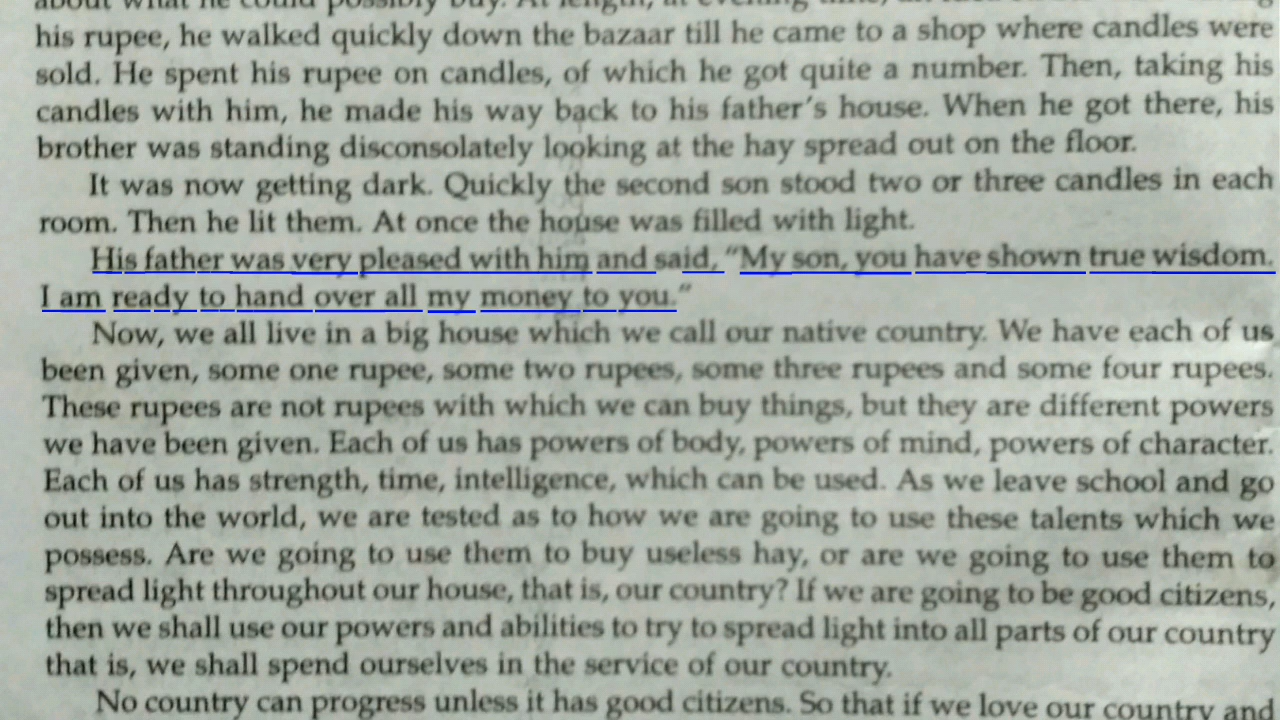 his rupee, he walked quickly down the bazaar till he came to a shop where candles were
sold. He spent his rupee on candles, of which he got quite a number. Then, taking his
candles with him, he made his way back to his father's house. When he got there, his
brother was standing disconsolately looking at the hay spread out on the floor.
It was now getting dark. Quickly the second son stood two or three candles in each
room. Then he lit them. At once the house was filled with light.
His father was very pleased with him and said, “My son, you have shown true wisdom.
I am ready to hand over all my money to you.”
Now, we all live in a big house which we call our native country. We have each of us
been given, some one rupee, some two rupees, some three rupees and some four rupees.
These rupees are not rupees with which we can buy things, but they are different powers
we have been given. Each of us has powers of body, powers of mind, powers of character.
Each of us has strength, time, intelligence, which can be used. As we leave school and go
out into the world, we are tested as to how we are going to use these talents which we
possess. Are we going to use them to buy useless hay, or are we going to use them to
spread light throughout our house, that is, our country? If we are going to be good citizens,
then we shall use our powers and abilities to try to spread light into all parts of our country
that is, we shall spend ourselves in the service of our country.
No country can progress unless it has good citizens. So that if we love our country and